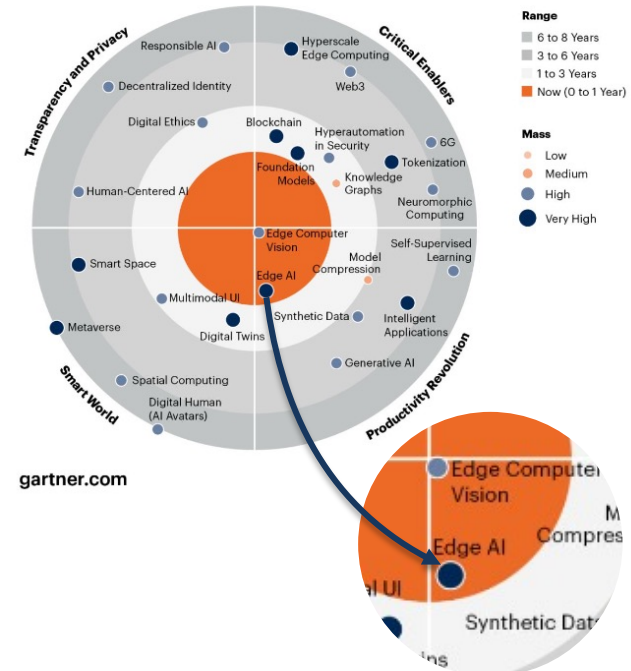 Transparency and Privacy
Critical Enablers
Smart World
Productivity Revolution
Responsible AI
Decentralized Identity
Digital Ethics
Human-Centered AI
Hyperscale
Edge Computing
Web3
Blockchain
Hyperautomation
in Security
6G
Foundation
Models
Tokenization
Knowledge
Graphs
Neuromorphic
Computing
Edge Computer
Vision
Self-Supervised
Learning
Model
Compression
Edge AI
Smart Space
Multimodal UI
Synthetic Data
Intelligent
Applications
Metaverse
Digital Twins
Generative AI
Spatial Computing
Digital Human
(AI Avatars)
Range
6 to 8 Years
3 to 6 Years
1 to 3 Years
Now (0 to 1 Year)
Mass
Low
Medium
High
Very High
gartner.com
Edge Computer
Vision
M
Compres
Edge AI
al UI
Synthetic Dat
ins